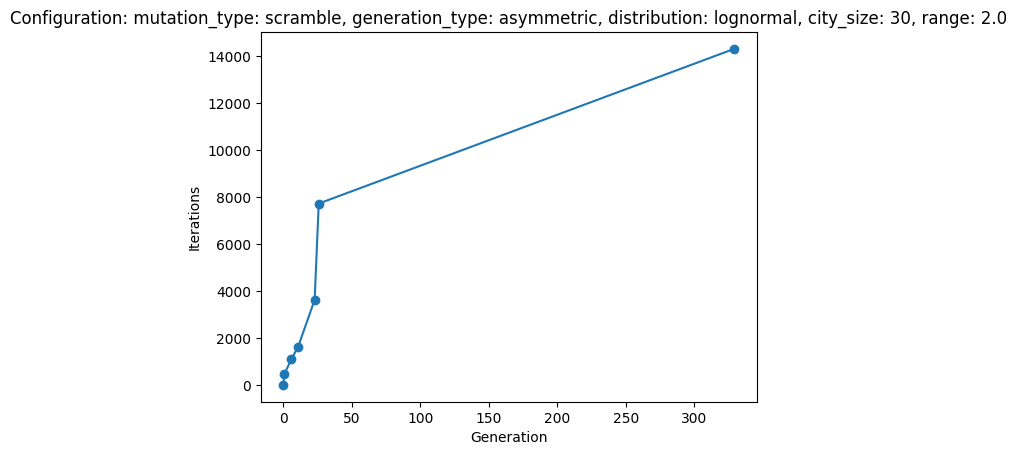 Configuration: mutation_type: scramble, generation_type: asymmetric, distribution: lognormal, city_size: 30, range: 2.0
14000
12000
10000
8000
6000
4000
2000
0
Iterations
0 50 100 150 200 250 300
Generation